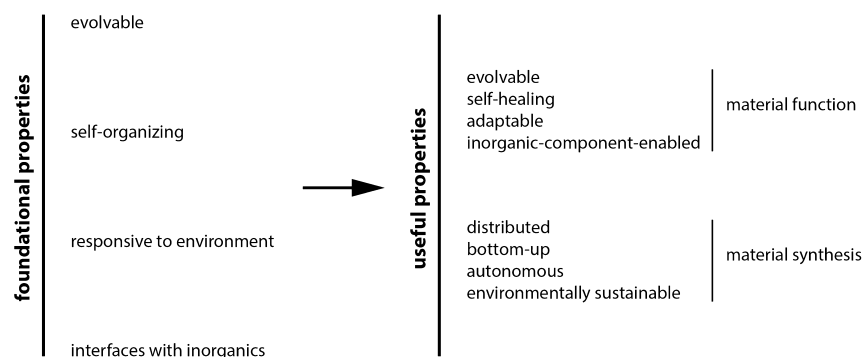 foundational properties
evolvable
self-organizing
responsive to environment
interfaces with inorganics
useful properties
evolvable
self-healing
adaptable
inorganic-component-enabled
material function
distributed
bottom-up
autonomous
environmentally sustainable
material synthesis